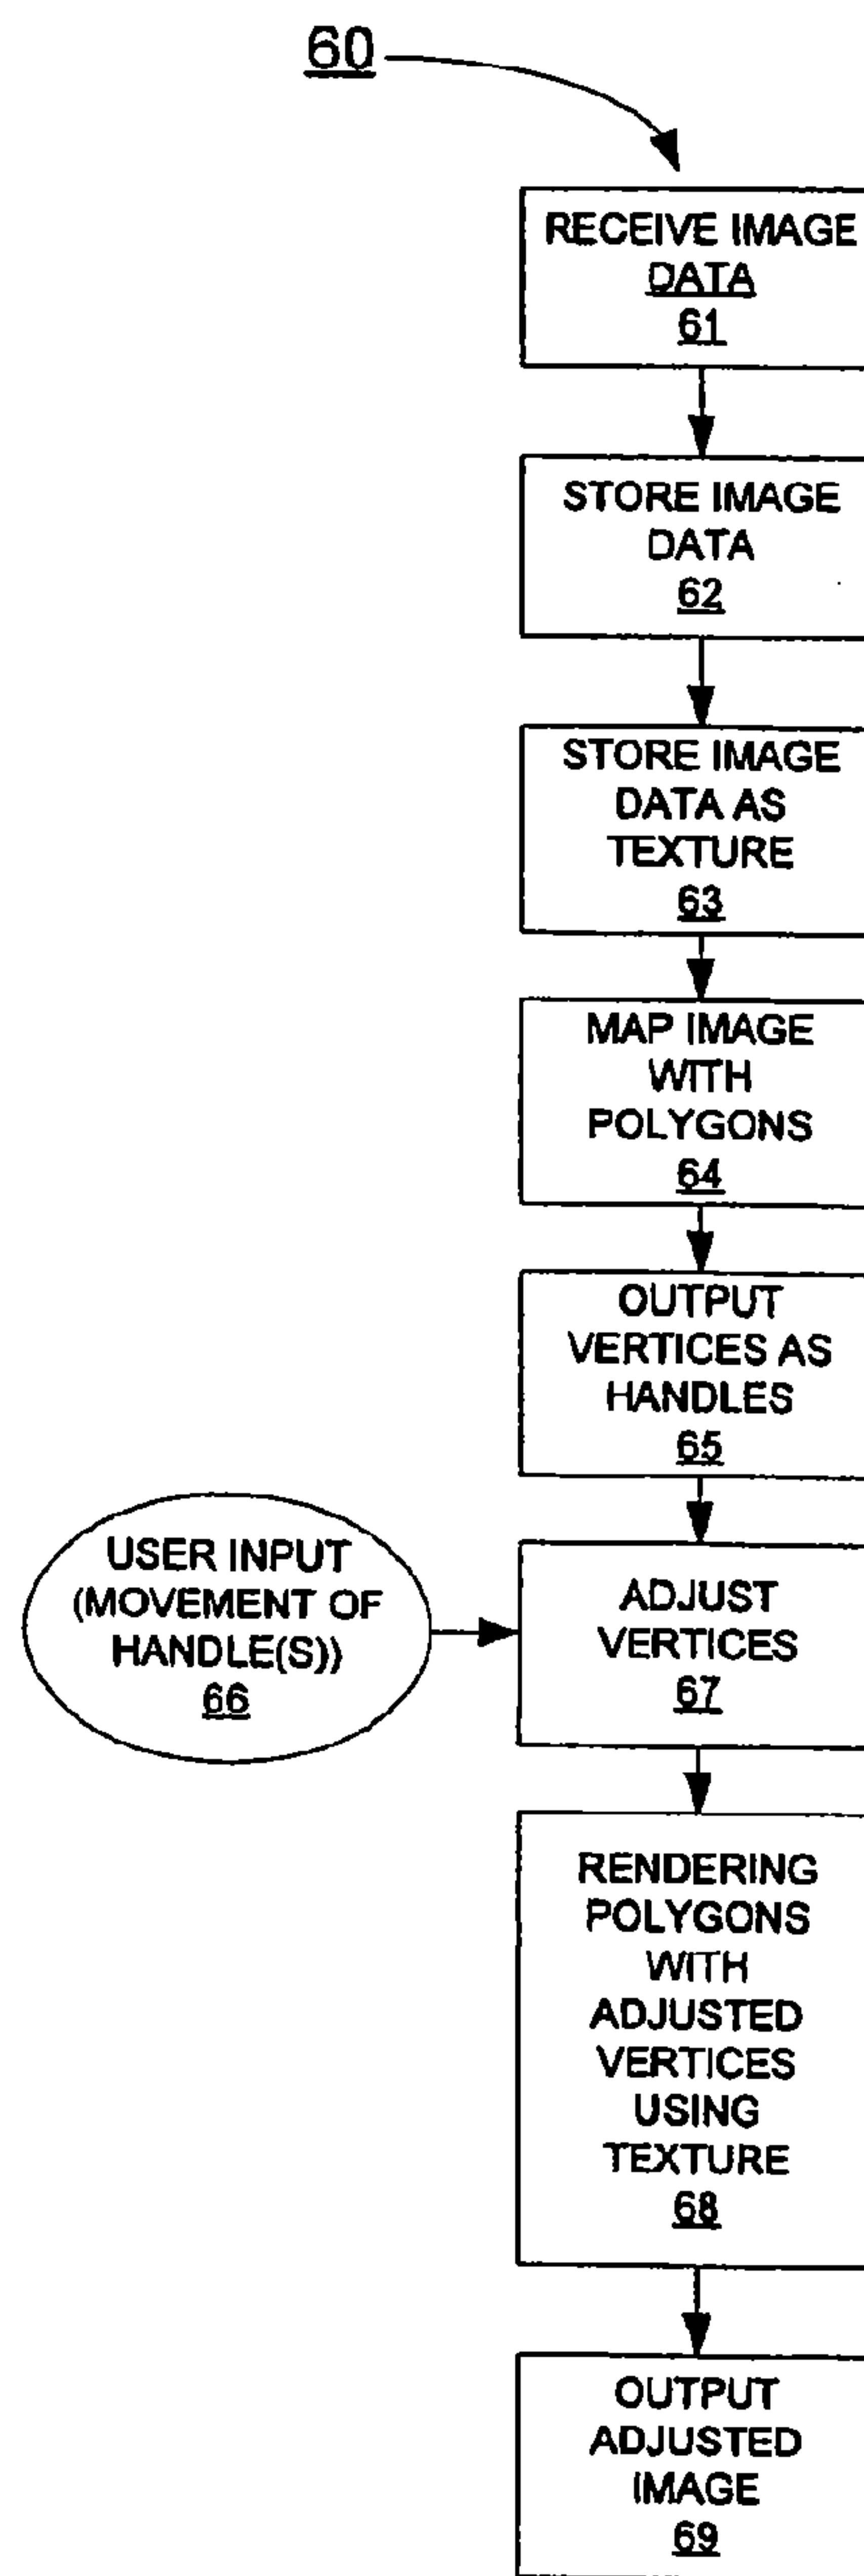 60
RECEIVE IMAGE
DATA
61
STORE IMAGE
DATA
62
STORE IMAGE
DATA AS
TEXTURE
63
MAP IMAGE
WITH
POLYGONS
64
OUTPUT
VERTICES AS
HANDLES
65
USER INPUT
(MOVEMENT OF
HANDLE(S))
66
ADJUST
VERTICES
67
RENDERING
POLYGONS
WITH
ADJUSTED
VERTICES
USING
TEXTURE
68
OUTPUT
ADJUSTED
IMAGE
69